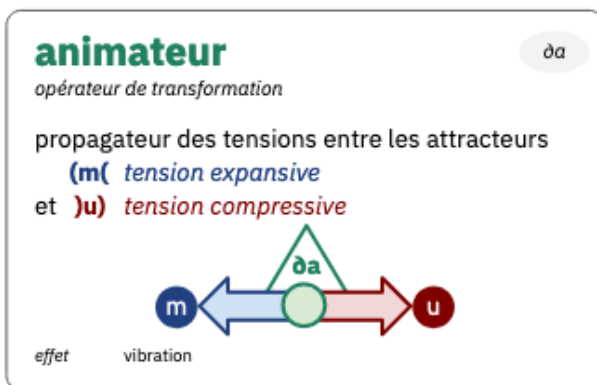 animateur
∂a
opérateur de transformation
propagateur des tensions entre les attracteurs
(m( tension expansive
et )u) tension compressive
∂a
m u
effet vibration